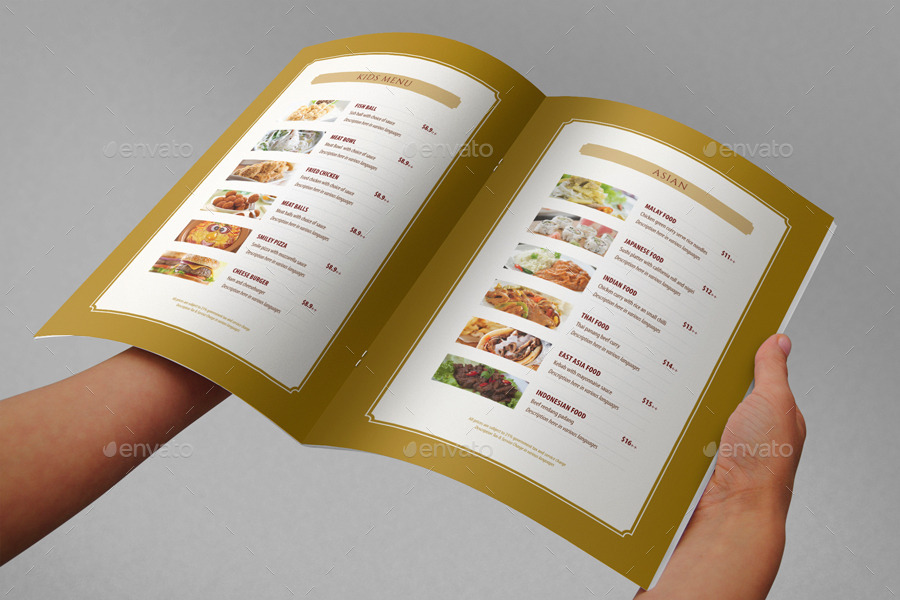 KIDS MENU
FISH BALL
Fish ball with choice of sauce
Description here in various languages
$8.9++
MEAT BOWL
Meat Bowl with choice of sauce
Description here in various languages
$8.9++
FRIED CHICKEN
Fried chicken with choice of sauce
Description here in various languages
$8.9++
MEAT BALLS
Meat balls with choice of sauce
Description here in various languages
$8.9++
SMILEY PIZZA
Smile pizza with mozzarella sauce
Description here in various languages
$8.9++
CHEESE BURGER
Ham and cheeseburger
Description here in various languages
$8.9++
ASIAN
MALAY FOOD
Chicken green curry serve rice noodles
Description here in various languages
$11++
JAPANESE FOOD
Sushi platter with california roll and nigiri
Description here in various languages
$12++
INDIAN FOOD
Chicken curry with rice an small chilli
Description here in various languages
$13++
THAI FOOD
Thai panang beef curry
Description here in various languages
$14++
EAST ASIA FOOD
Kebab with mayonnaise sauce
Description here in various languages
$15++
INDONESIAN FOOD
Beef rendang padang
Description here in various languages
$16++
envato
envato
envato
envato
envato
envato